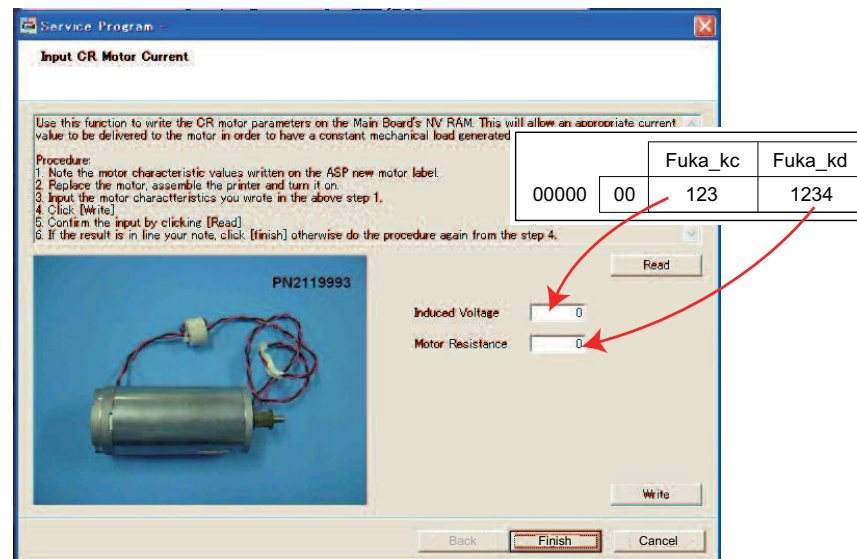 Service Program -
Input CR Motor Current
Use this function to write the CR motor parameters on the Main Board's NV RAM. This will allow an appropriate current
value to be delivered to the motor in order to have a constant mechanical load generated
Procedure:
1. Note the motor characteristic values written on the ASP new motor label.
2. Replace the motor, assemble the printer and turn it on.
3. Input the motor charactteristics you wrote in the above step 1.
4. Click [Write]
5. Confirm the input by clicking [Read]
6. If the result is in line your note, click [finish] otherwise do the procedure again from the step 4.
Fuka_kc Fuka_kd
00000 00 123 1234
Read
PN2119993
Induced Voltage 0
Motor Resistance 0
Write
Back Finish Cancel